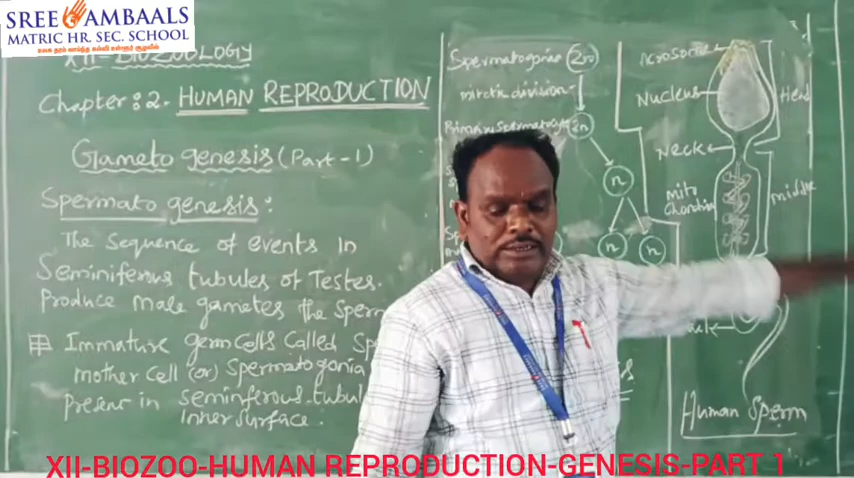 SREE AMBAALS
MATRIC HR. SEC. SCHOOL
XII - BIOZOOLOGY
Chapter: 2. HUMAN REPRODUCTION
Gameto genesis (Part - 1)
Spermato genesis:
The Sequence of events in
Seminiferous tubules of Testes.
Produce male gametes the Sperm
Immature germ cells Called
mother Cell (or) Spermatogonia
Present in seminferous tubul
inner surface.
Spermatogonia 2n
mitotic division
Primary Spermatocyte 2n
n
n n
Acrosome
Nucleus
Head
Neck
mito
chondria
middle
Human Sperm
XII-BIOZOO-HUMAN REPRODUCTION-GENESIS-PART 1